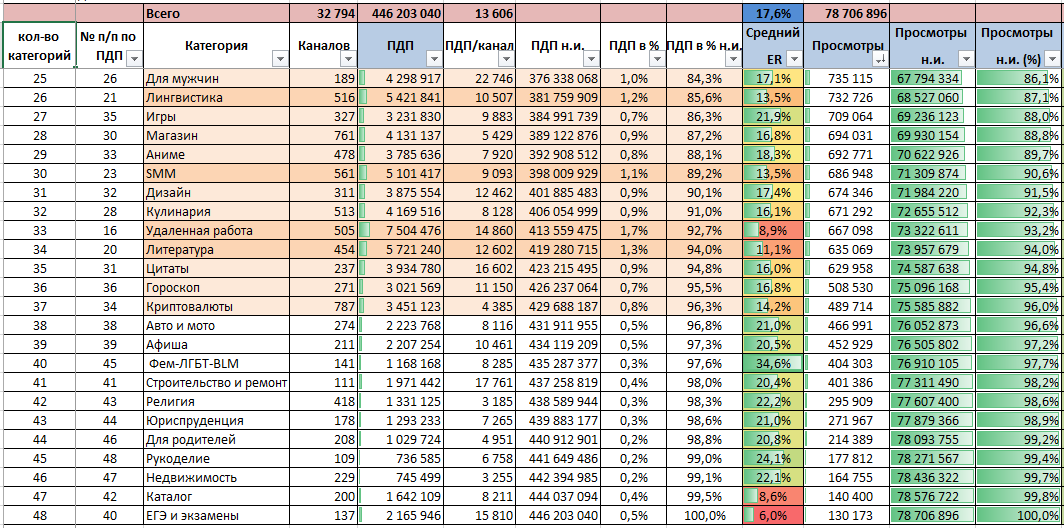 Всего 32 794 446 203 040 13 606 17,6% 78 706 896
кол-во категорий № п/п по ПДП Категория Каналов ПДП ПДП/канал ПДП н.и. ПДП в % ПДП в % н.и. Средний ER Просмотры Просмотры н.и. Просмотры н.и. (%)
25 26 Для мужчин 189 4 298 917 22 746 376 338 068 1,0% 84,3% 17,1% 735 115 67 794 334 86,1%
26 21 Лингвистика 516 5 421 841 10 507 381 759 909 1,2% 85,6% 13,5% 732 726 68 527 060 87,1%
27 35 Игры 327 3 231 830 9 883 384 991 739 0,7% 86,3% 21,9% 709 064 69 236 123 88,0%
28 30 Магазин 761 4 131 137 5 429 389 122 876 0,9% 87,2% 16,8% 694 031 69 930 154 88,8%
29 33 Аниме 478 3 785 636 7 920 392 908 512 0,8% 88,1% 18,3% 692 771 70 622 926 89,7%
30 23 SMM 561 5 101 417 9 093 398 009 929 1,1% 89,2% 13,5% 686 948 71 309 874 90,6%
31 32 Дизайн 311 3 875 554 12 462 401 885 483 0,9% 90,1% 17,4% 674 346 71 984 220 91,5%
32 28 Кулинария 513 4 169 516 8 128 406 054 999 0,9% 91,0% 16,1% 671 292 72 655 512 92,3%
33 16 Удаленная работа 505 7 504 476 14 860 413 559 475 1,7% 92,7% 8,9% 667 098 73 322 611 93,2%
34 20 Литература 454 5 721 240 12 602 419 280 715 1,3% 94,0% 11,1% 635 069 73 957 679 94,0%
35 31 Цитаты 237 3 934 780 16 602 423 215 495 0,9% 94,8% 16,0% 629 958 74 587 638 94,8%
36 36 Гороскоп 271 3 021 569 11 150 426 237 064 0,7% 95,5% 16,8% 508 530 75 096 168 95,4%
37 34 Криптовалюты 787 3 451 123 4 385 429 688 187 0,8% 96,3% 14,2% 489 714 75 585 882 96,0%
38 38 Авто и мото 274 2 223 768 8 116 431 911 955 0,5% 96,8% 21,0% 466 991 76 052 873 96,6%
39 39 Афиша 211 2 207 254 10 461 434 119 209 0,5% 97,3% 20,5% 452 929 76 505 802 97,2%
40 45 Фем-ЛГБТ-BLM 141 1 168 168 8 285 435 287 377 0,3% 97,6% 34,6% 404 303 76 910 105 97,7%
41 41 Строительство и ремонт 111 1 971 442 17 761 437 258 819 0,4% 98,0% 20,4% 401 386 77 311 490 98,2%
42 43 Религия 418 1 331 125 3 185 438 589 944 0,3% 98,3% 22,2% 295 909 77 607 400 98,6%
43 44 Юриспруденция 178 1 293 233 7 265 439 883 177 0,3% 98,6% 21,0% 271 967 77 879 366 98,9%
44 46 Для родителей 208 1 029 724 4 951 440 912 901 0,2% 98,8% 20,8% 214 389 78 093 755 99,2%
45 48 Рукоделие 109 736 585 6 758 441 649 486 0,2% 99,0% 24,1% 177 812 78 271 567 99,4%
46 47 Недвижимость 229 745 499 3 255 442 394 985 0,2% 99,1% 22,1% 164 755 78 436 322 99,7%
47 42 Каталог 200 1 642 109 8 211 444 037 094 0,4% 99,5% 8,6% 140 400 78 576 722 99,8%
48 40 ЕГЭ и экзамены 137 2 165 946 15 810 446 203 040 0,5% 100,0% 6,0% 130 173 78 706 896 100,0%